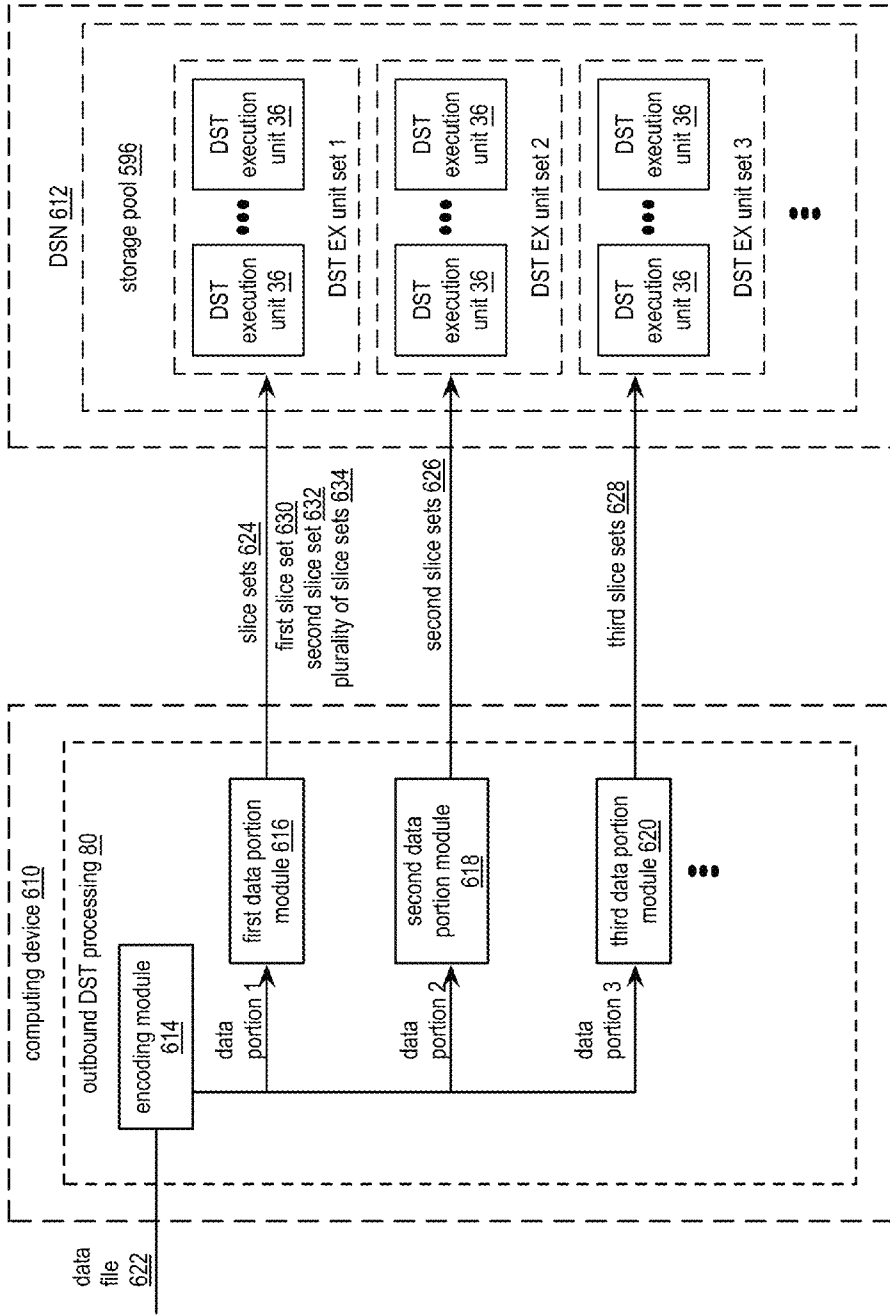 computing device 610
outbound DST processing 80
data
file
622
encoding module
614
data
portion 1
first data portion
module 616
data
portion 2
second data
portion module
618
data
portion 3
third data portion
module 620
slice sets 624
first slice set 630
second slice set 632
plurality of slice sets 634
second slice sets 626
third slice sets 628
DSN 612
storage pool 596
DST
execution
unit 36
DST
execution
unit 36
DST EX unit set 1
DST
execution
unit 36
DST
execution
unit 36
DST EX unit set 2
DST
execution
unit 36
DST
execution
unit 36
DST EX unit set 3